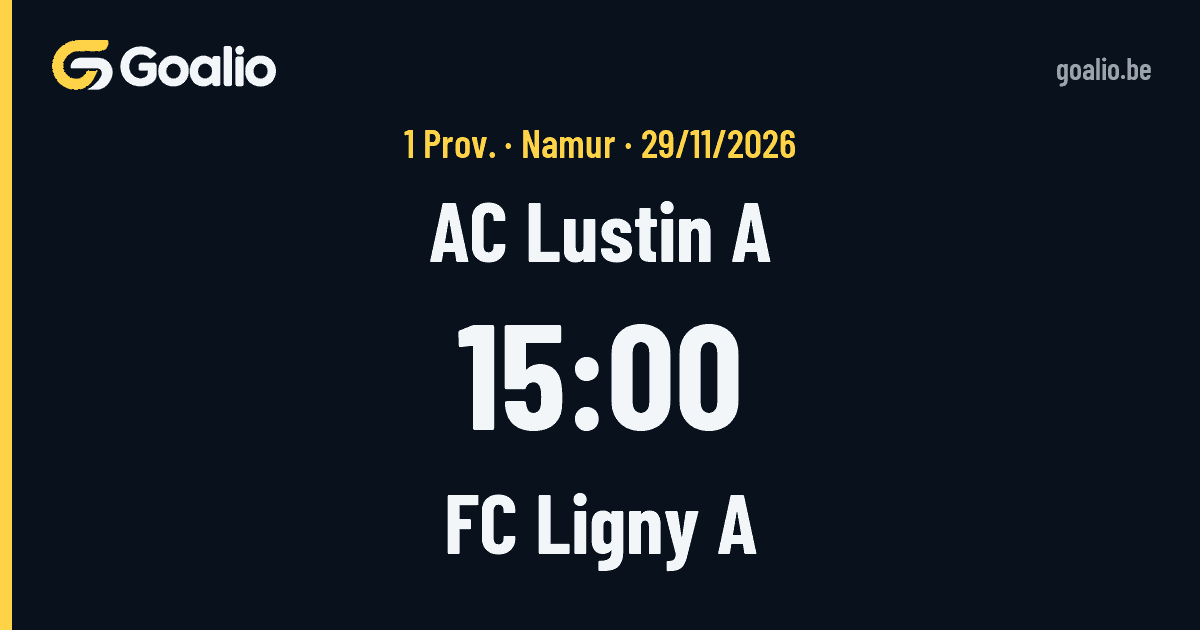 Goalio
goalio.be
1 Prov. · Namur · 29/11/2026
AC Lustin A
15:00
FC Ligny A